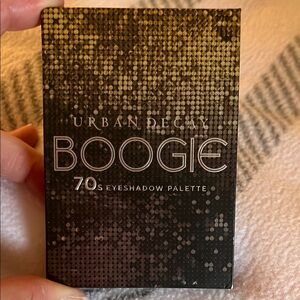 URBAN DECAY
BOOGIE
70s EYESHADOW PALETTE